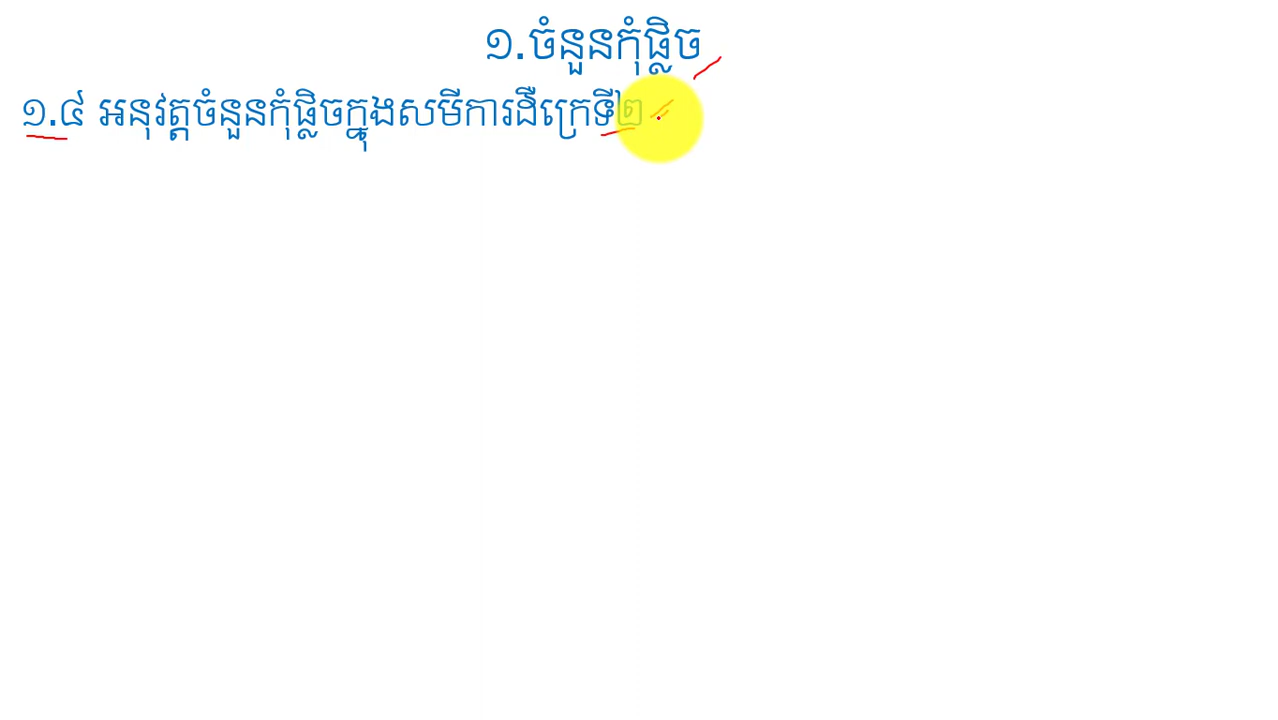 ១.ចំនួនកុំផ្លិច
១.៤ អនុវត្តចំនួនកុំផ្លិចក្នុងសមីការដឺក្រេទី២